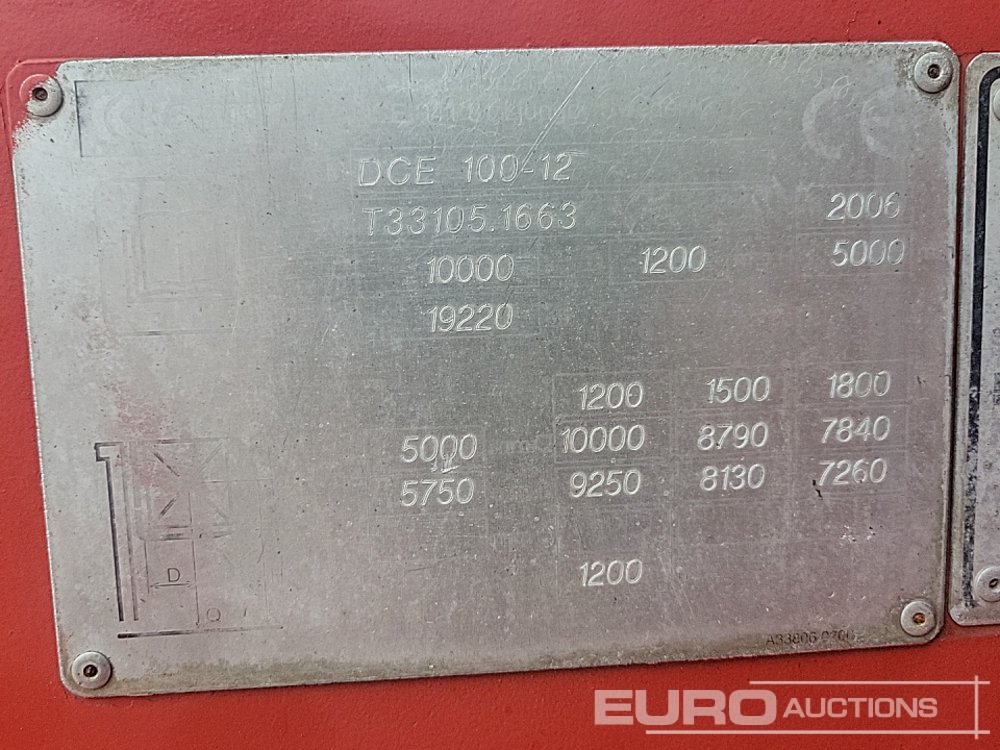 CE
DCE 100-12
T33105.1663 2006
10000 1200 5000
19220
1200 1500 1800
5000 10000 8790 7840
5750 9250 8130 7260
D
Q
1200
EURO AUCTIONS